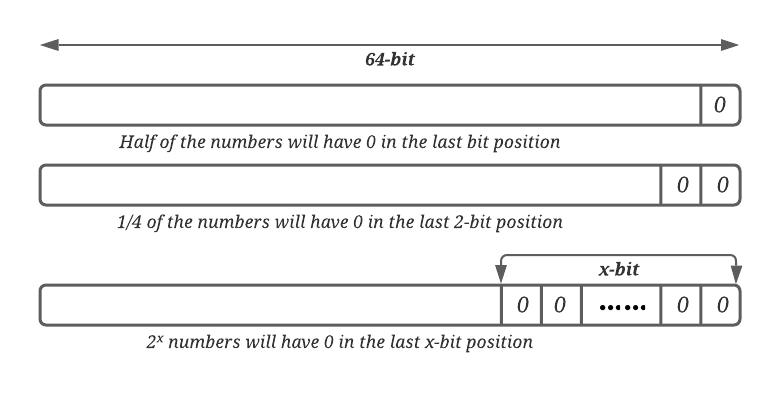 64-bit
0
Half of the numbers will have 0 in the last bit position
0 0
1/4 of the numbers will have 0 in the last 2-bit position
x-bit
0 0 ...... 0 0
2ˣ numbers will have 0 in the last x-bit position